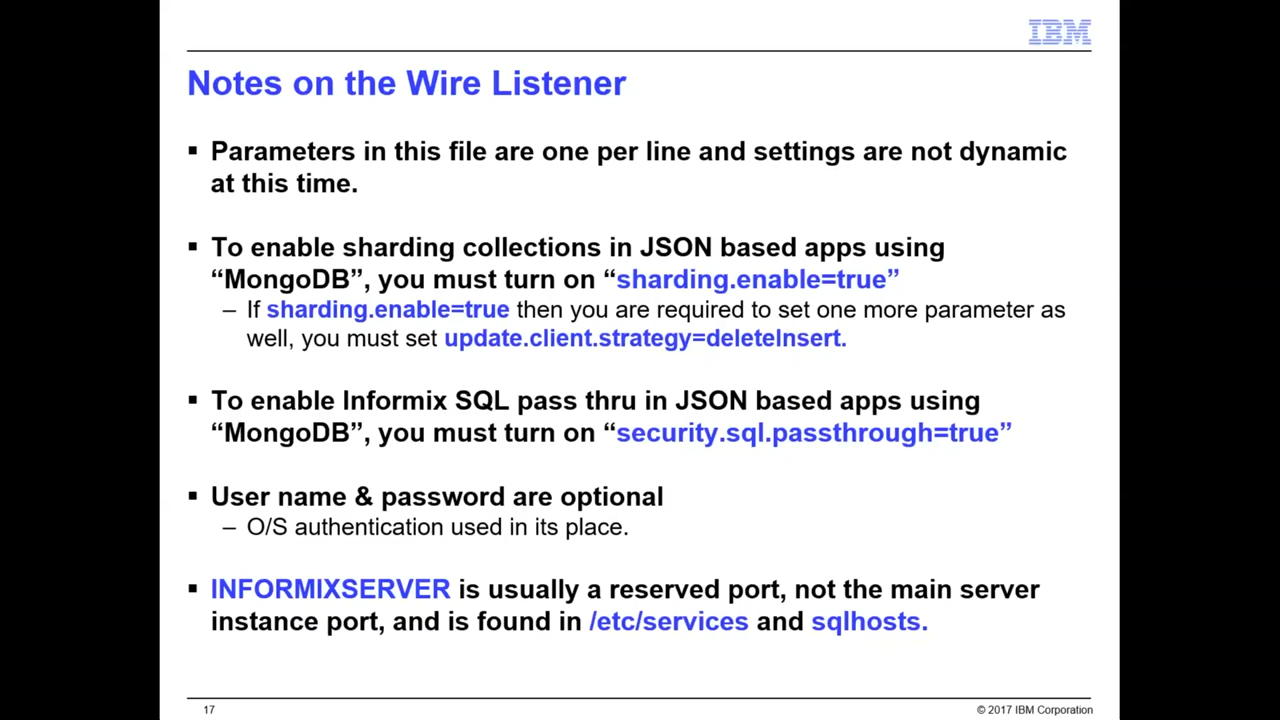 IBM
Notes on the Wire Listener
▪ Parameters in this file are one per line and settings are not dynamic
at this time.
▪ To enable sharding collections in JSON based apps using
“MongoDB”, you must turn on “sharding.enable=true”
– If sharding.enable=true then you are required to set one more parameter as
well, you must set update.client.strategy=deleteInsert.
▪ To enable Informix SQL pass thru in JSON based apps using
“MongoDB”, you must turn on “security.sql.passthrough=true”
▪ User name & password are optional
– O/S authentication used in its place.
▪ INFORMIXSERVER is usually a reserved port, not the main server
instance port, and is found in /etc/services and sqlhosts.
17
© 2017 IBM Corporation